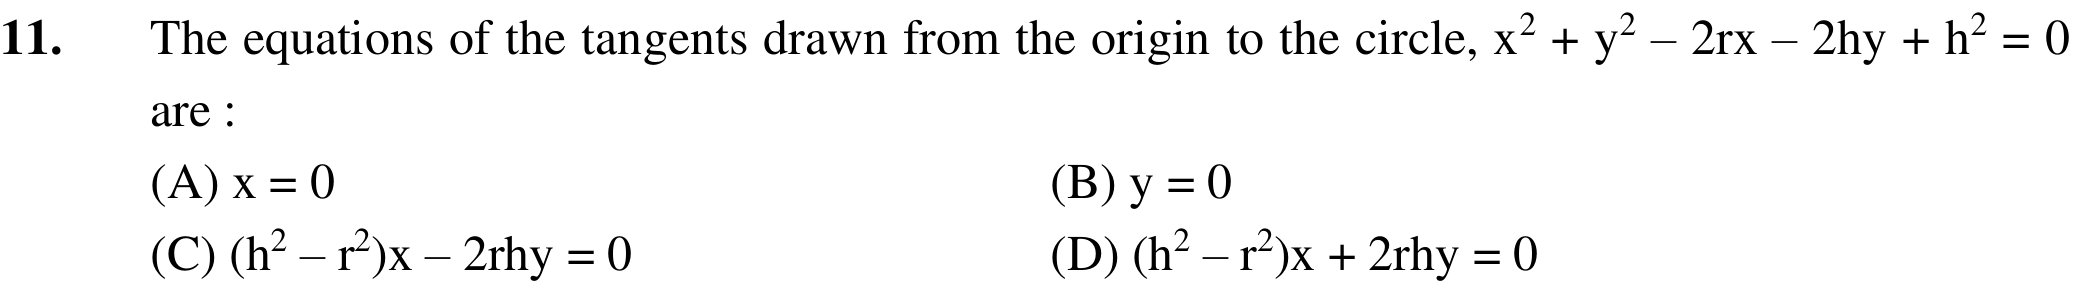 11. The equations of the tangents drawn from the origin to the circle, x² + y² – 2rx – 2hy + h² = 0
are :
(A) x = 0 (B) y = 0
(C) (h² – r²)x – 2rhy = 0 (D) (h² – r²)x + 2rhy = 0